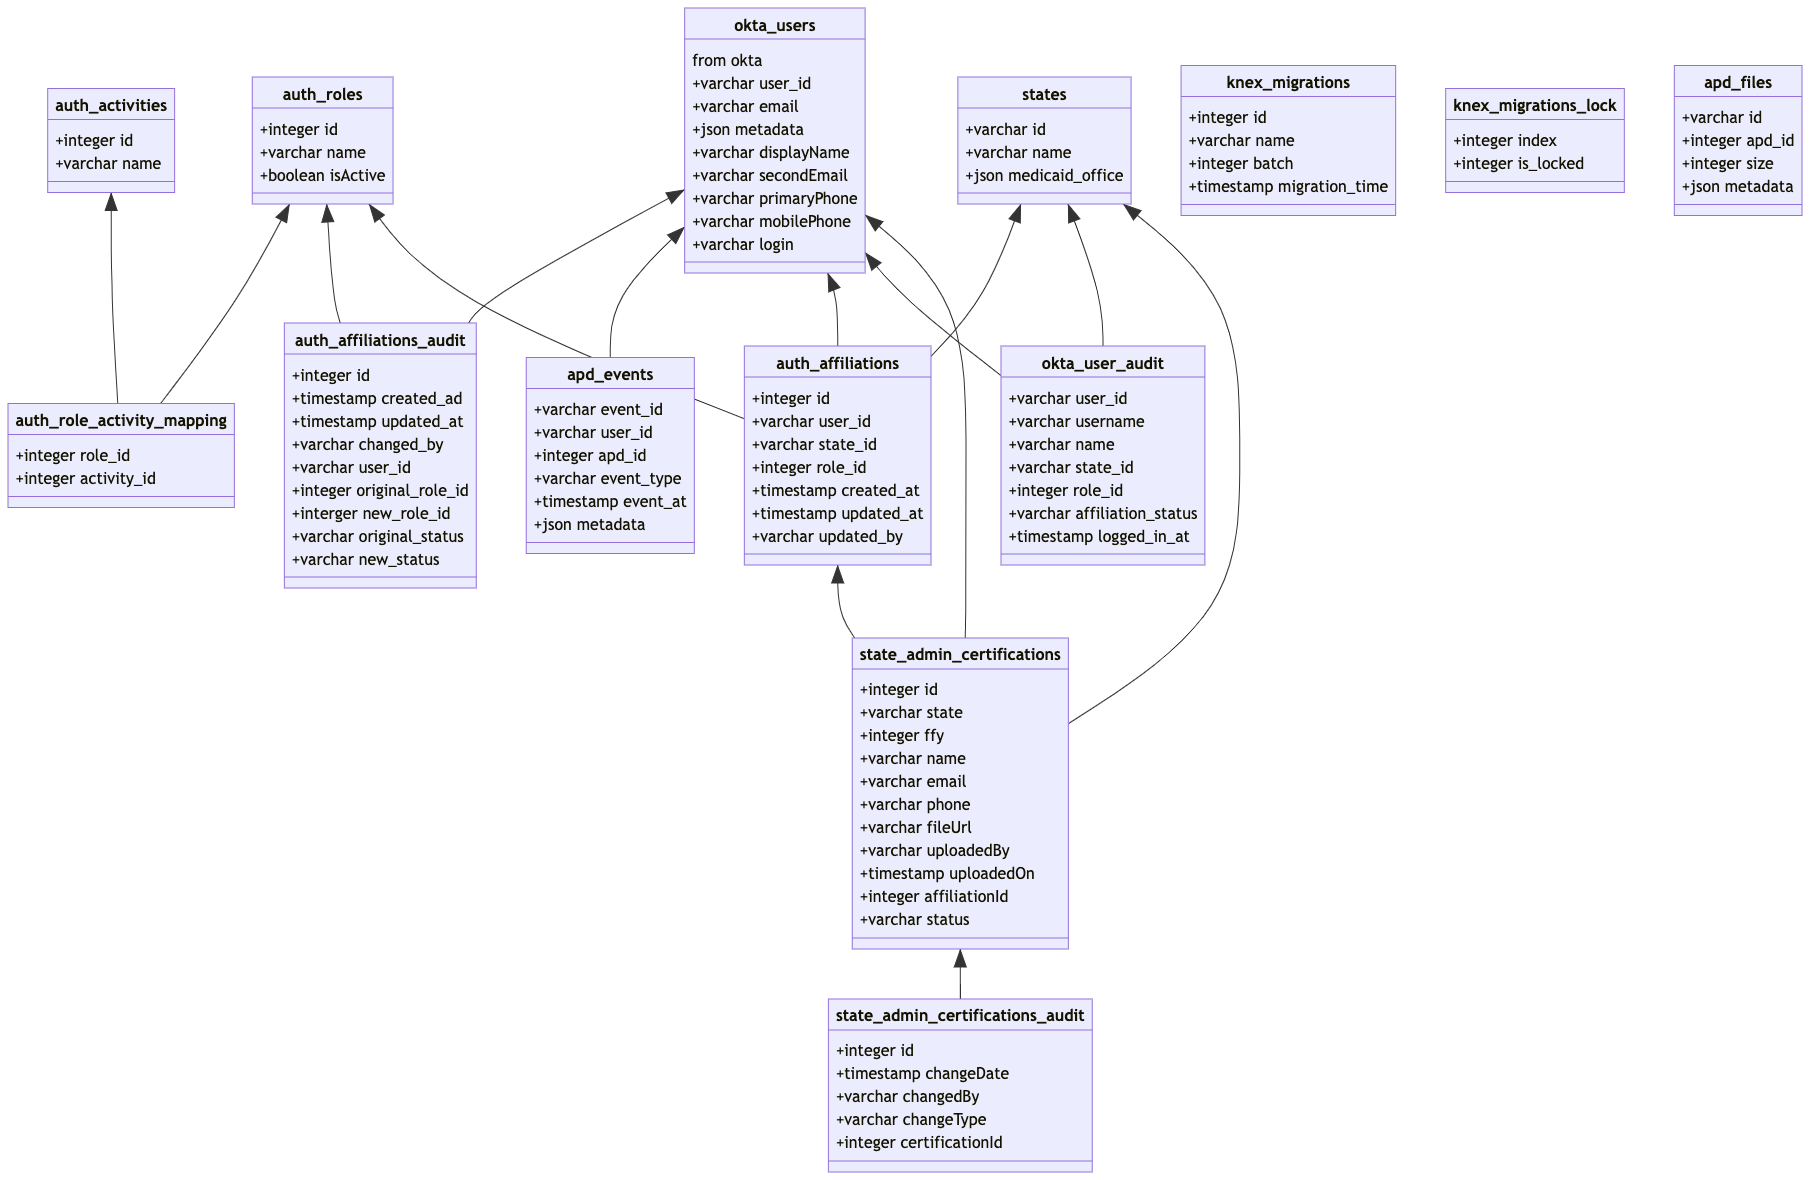 okta_users
from okta
+varchar user_id
+varchar email
+json metadata
+varchar displayName
+varchar secondEmail
+varchar primaryPhone
+varchar mobilePhone
+varchar login
auth_activities
+integer id
+varchar name
auth_roles
+integer id
+varchar name
+boolean isActive
states
+varchar id
+varchar name
+json medicaid_office
knex_migrations
+integer id
+varchar name
+integer batch
+timestamp migration_time
knex_migrations_lock
+integer index
+integer is_locked
apd_files
+varchar id
+integer apd_id
+integer size
+json metadata
auth_role_activity_mapping
+integer role_id
+integer activity_id
auth_affiliations_audit
+integer id
+timestamp created_ad
+timestamp updated_at
+varchar changed_by
+varchar user_id
+integer original_role_id
+interger new_role_id
+varchar original_status
+varchar new_status
apd_events
+varchar event_id
+varchar user_id
+integer apd_id
+varchar event_type
+timestamp event_at
+json metadata
auth_affiliations
+integer id
+varchar user_id
+varchar state_id
+integer role_id
+timestamp created_at
+timestamp updated_at
+varchar updated_by
okta_user_audit
+varchar user_id
+varchar username
+varchar name
+varchar state_id
+integer role_id
+varchar affiliation_status
+timestamp logged_in_at
state_admin_certifications
+integer id
+varchar state
+integer ffy
+varchar name
+varchar email
+varchar phone
+varchar fileUrl
+varchar uploadedBy
+timestamp uploadedOn
+integer affiliationId
+varchar status
state_admin_certifications_audit
+integer id
+timestamp changeDate
+varchar changedBy
+varchar changeType
+integer certificationId